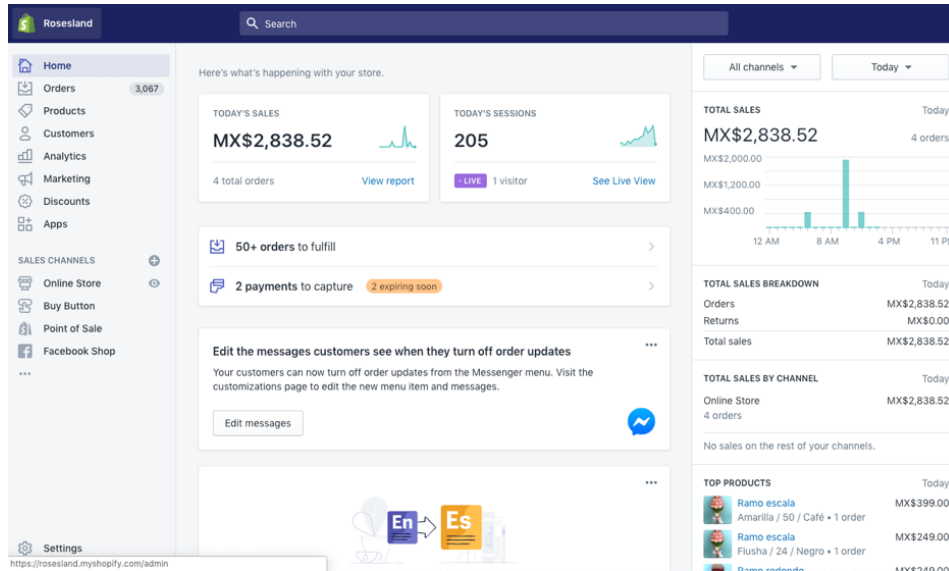 Rosesland
Search
Home
Orders 3,067
Products
Customers
Analytics
Marketing
Discounts
Apps
SALES CHANNELS
Online Store
Buy Button
Point of Sale
Facebook Shop
Settings
https://rosesland.myshopify.com/admin
Here's what's happening with your store.
TODAY'S SALES
MX$2,838.52
4 total orders View report
TODAY'S SESSIONS
205
LIVE 1 visitor See Live View
50+ orders to fulfill
2 payments to capture 2 expiring soon
Edit the messages customers see when they turn off order updates
Your customers can now turn off order updates from the Messenger menu. Visit the
customizations page to edit the new menu item and messages.
Edit messages
En Es
All channels Today
TOTAL SALES Today
MX$2,838.52 4 orders
MX$2,000.00
MX$1,200.00
MX$400.00
12 AM 8 AM 4 PM 11 P
TOTAL SALES BREAKDOWN Today
Orders MX$2,838.52
Returns MX$0.00
Total sales MX$2,838.52
TOTAL SALES BY CHANNEL Today
Online Store MX$2,838.52
4 orders
No sales on the rest of your channels.
TOP PRODUCTS Today
Ramo escala MX$399.00
Amarilla / 50 / Café • 1 order
Ramo escala MX$249.00
Fiusha / 24 / Negro • 1 order
Ramo redondo MX$249.00